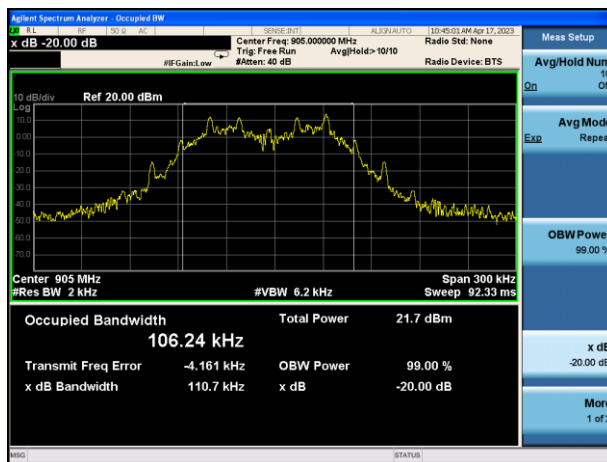 Agilent Spectrum Analyzer - Occupied BW
RL RF 50 Ω AC SENSE:INT ALIGN AUTO 10:45:01 AM Apr 17, 2023
x dB -20.00 dB Center Freq: 905.000000 MHz Radio Std: None
Trig: Free Run Avg|Hold:>10/10
#IFGain:Low #Atten: 40 dB Radio Device: BTS
10 dB/div Ref 20.00 dBm
Log
10.0
0.00
-10.0
-20.0
-30.0
-40.0
-50.0
-60.0
-70.0
Center 905 MHz Span 300 kHz
#Res BW 2 kHz #VBW 6.2 kHz Sweep 92.33 ms
Occupied Bandwidth Total Power 21.7 dBm
106.24 kHz
Transmit Freq Error -4.161 kHz OBW Power 99.00 %
x dB Bandwidth 110.7 kHz x dB -20.00 dB
MSG STATUS
Meas Setup
Avg/Hold Num
10
On Of
Avg Mode
Exp Repea
OBW Power
99.00 %
x dB
-20.00 dB
More
1 of 2